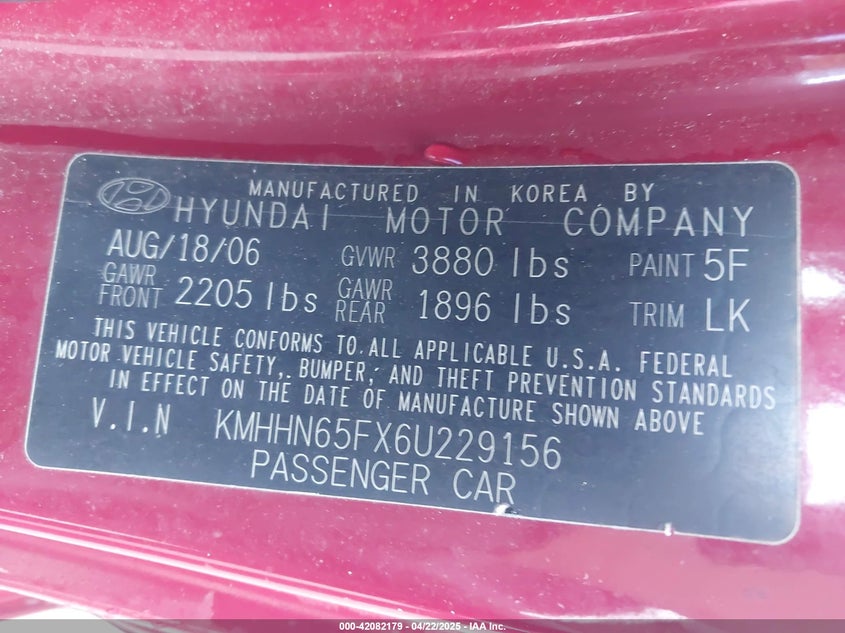 MANUFACTURED IN KOREA BY
HYUNDAI MOTOR COMPANY
AUG/18/06 GVWR 3880 lbs PAINT 5F
GAWR FRONT 2205 lbs GAWR REAR 1896 lbs TRIM LK
THIS VEHICLE CONFORMS TO ALL APPLICABLE U.S.A. FEDERAL
MOTOR VEHICLE SAFETY, BUMPER, AND THEFT PREVENTION STANDARDS
IN EFFECT ON THE DATE OF MANUFACTURE SHOWN ABOVE
V.I.N KMHHN65FX6U229156
PASSENGER CAR
000-42082179 - 04/22/2025 - IAA Inc.